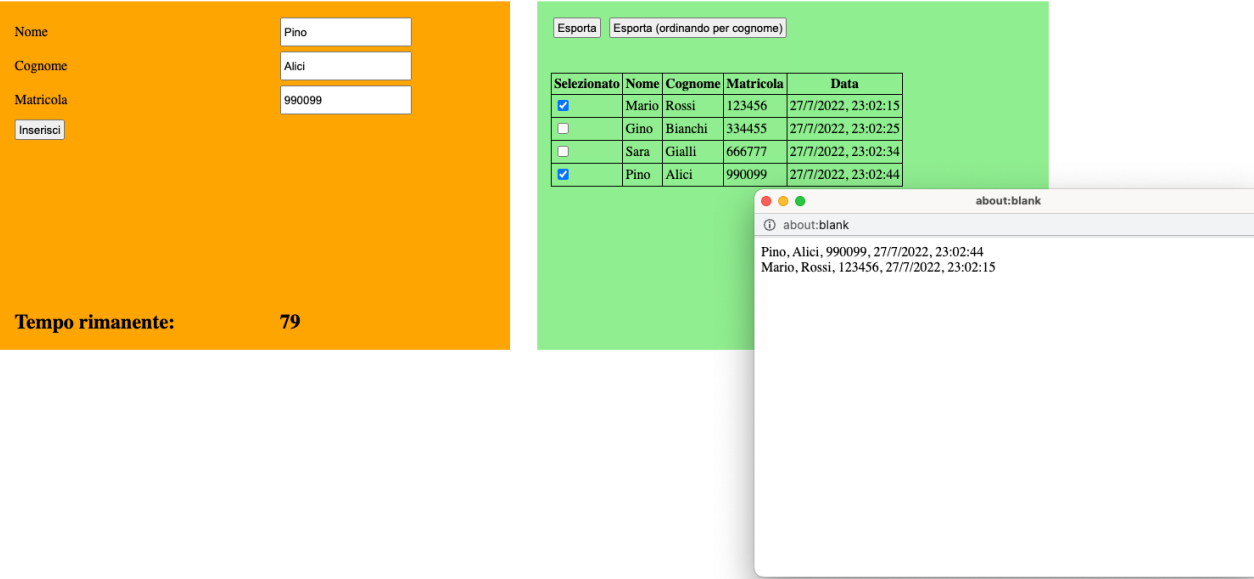 Nome Pino
Cognome Alici
Matricola 990099
Inserisci
Tempo rimanente: 79
Esporta Esporta (ordinando per cognome)
Selezionato Nome Cognome Matricola Data
Mario Rossi 123456 27/7/2022, 23:02:15
Gino Bianchi 334455 27/7/2022, 23:02:25
Sara Gialli 666777 27/7/2022, 23:02:34
Pino Alici 990099 27/7/2022, 23:02:44
about:blank
about:blank
Pino, Alici, 990099, 27/7/2022, 23:02:44
Mario, Rossi, 123456, 27/7/2022, 23:02:15